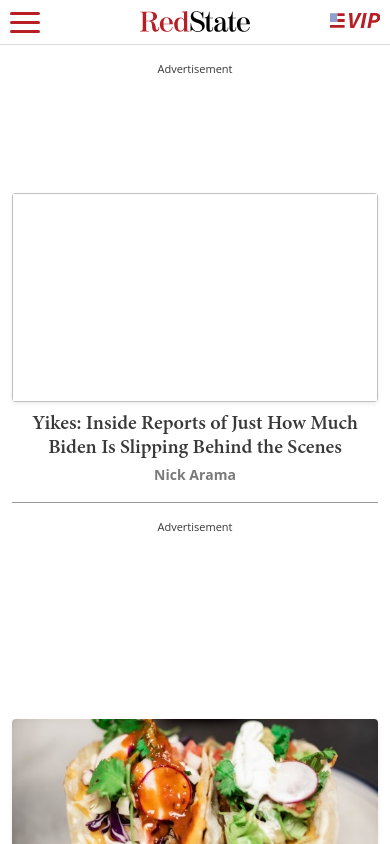 RedState
VIP
Advertisement
Yikes: Inside Reports of Just How Much
Biden Is Slipping Behind the Scenes
Nick Arama
Advertisement